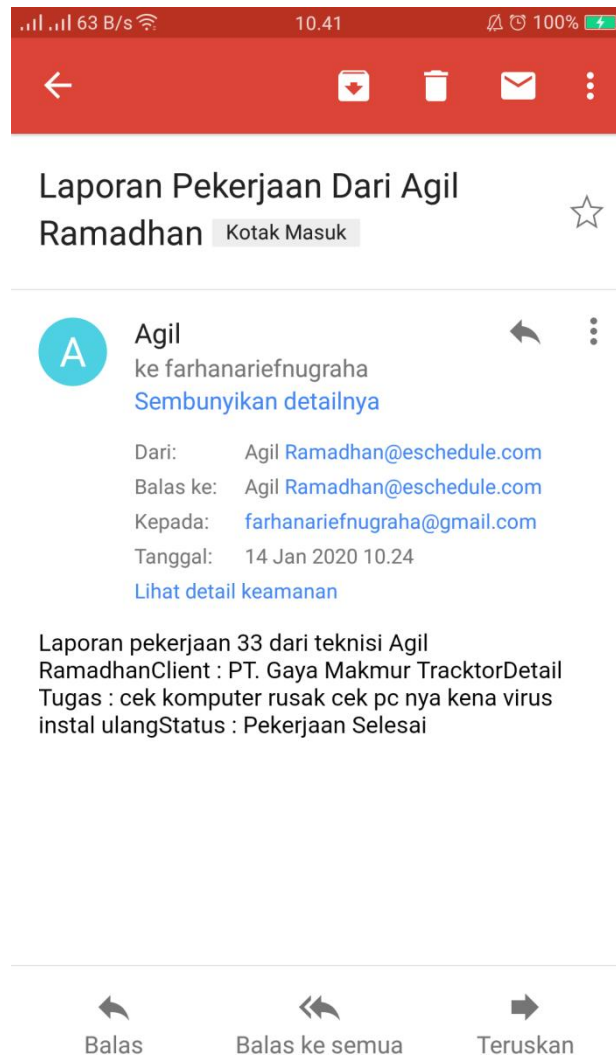 63 B/s 10.41 100%
Laporan Pekerjaan Dari Agil
Ramadhan Kotak Masuk
A
Agil
ke farhanariefnugraha
Sembunyikan detailnya
Dari: Agil Ramadhan@eschedule.com
Balas ke: Agil Ramadhan@eschedule.com
Kepada: farhanariefnugraha@gmail.com
Tanggal: 14 Jan 2020 10.24
Lihat detail keamanan
Laporan pekerjaan 33 dari teknisi Agil
RamadhanClient : PT. Gaya Makmur TracktorDetail
Tugas : cek komputer rusak cek pc nya kena virus
instal ulangStatus : Pekerjaan Selesai
Balas Balas ke semua Teruskan